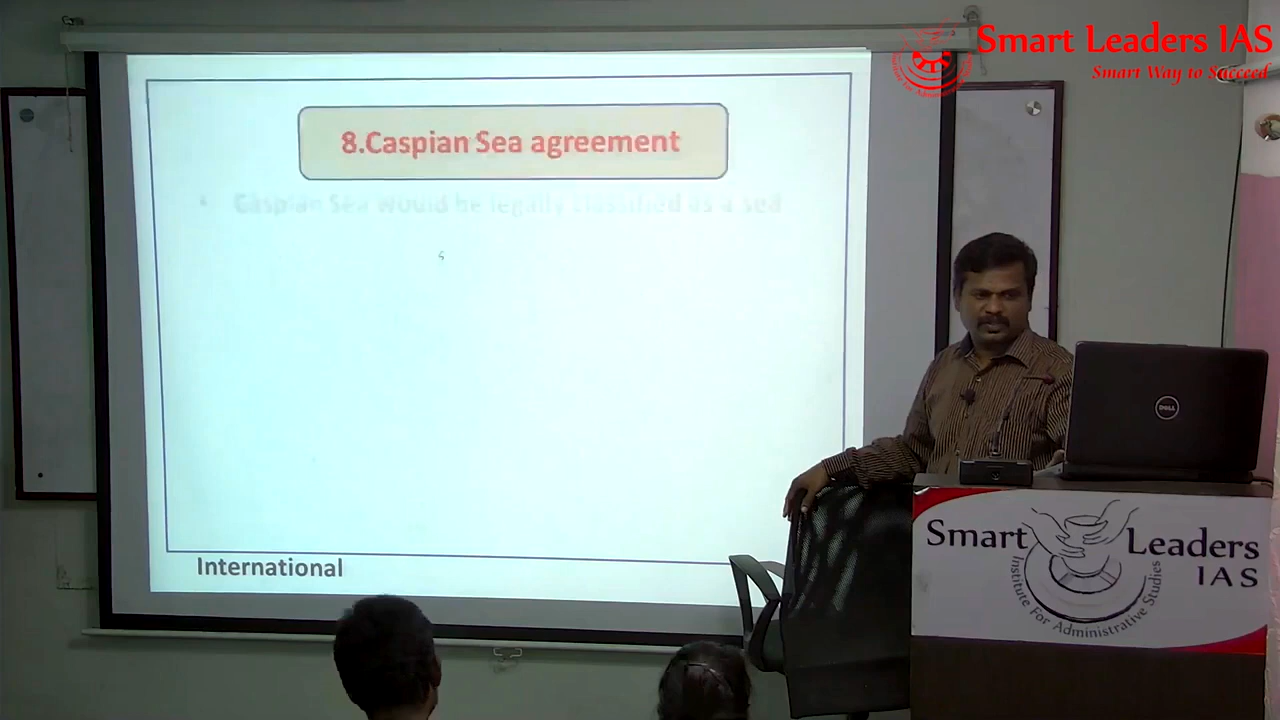 Smart Leaders IAS
Smart Way to Succeed
8.Caspian Sea agreement
Caspian Sea would be legally classified as a sea
International
DELL
Smart Leaders
IAS
Institute For Administrative Studies